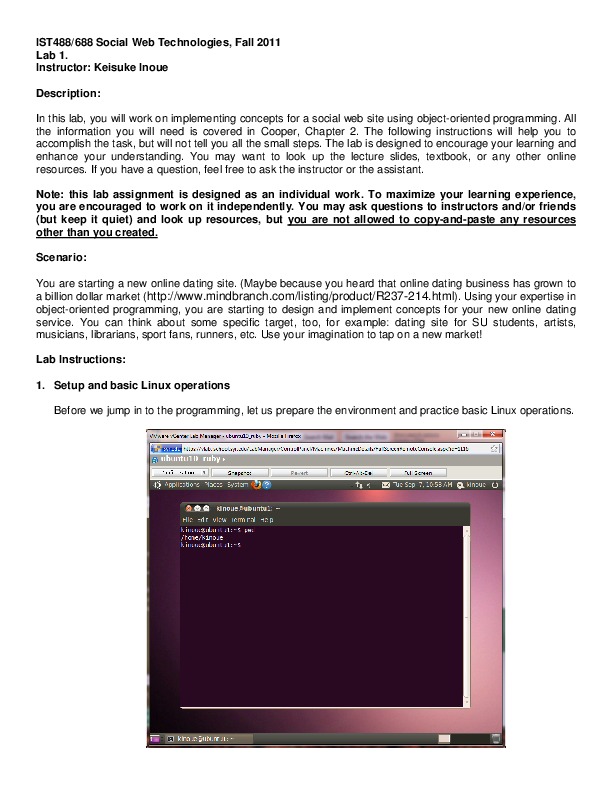 IST488/688 Social Web Technologies, Fall 2011
Lab 1.
Instructor: Keisuke Inoue
Description:
In this lab, you will work on implementing concepts for a social web site using object-oriented programming. All
the information you will need is covered in Cooper, Chapter 2. The following instructions will help you to
accomplish the task, but will not tell you all the small steps. The lab is designed to encourage your learning and
enhance your understanding. You may want to look up the lecture slides, textbook, or any other online
resources. If you have a question, feel free to ask the instructor or the assistant.
Note: this lab assignment is designed as an individual work. To maximize your learning experience,
you are encouraged to work on it independently. You may ask questions to instructors and/or friends
(but keep it quiet) and look up resources, but you are not allowed to copy-and-paste any resources
other than you created.
Scenario:
You are starting a new online dating site. (Maybe because you heard that online dating business has grown to
a billion dollar market (http://www.mindbranch.com/listing/product/R237-214.html). Using your expertise in
object-oriented programming, you are starting to design and implement concepts for your new online dating
service. You can think about some specific target, too, for example: dating site for SU students, artists,
musicians, librarians, sport fans, runners, etc. Use your imagination to tap on a new market!
Lab Instructions:
1. Setup and basic Linux operations
Before we jump in to the programming, let us prepare the environment and practice basic Linux operations.
VMware vCenter Lab Manager - ubuntu10_ruby - Mozilla Firefox
ubuntu10_ruby
Snapshot Revert Ctrl-Alt-Del Full Screen
Applications Places System Tue Sep 7, 10:58 AM kinoue
kinoue@ubuntu1: ~
File Edit View Terminal Help
kinoue@ubuntu1:~$ pwd
/home/kinoue
kinoue@ubuntu1:~$
kinoue@ubuntu1: ~